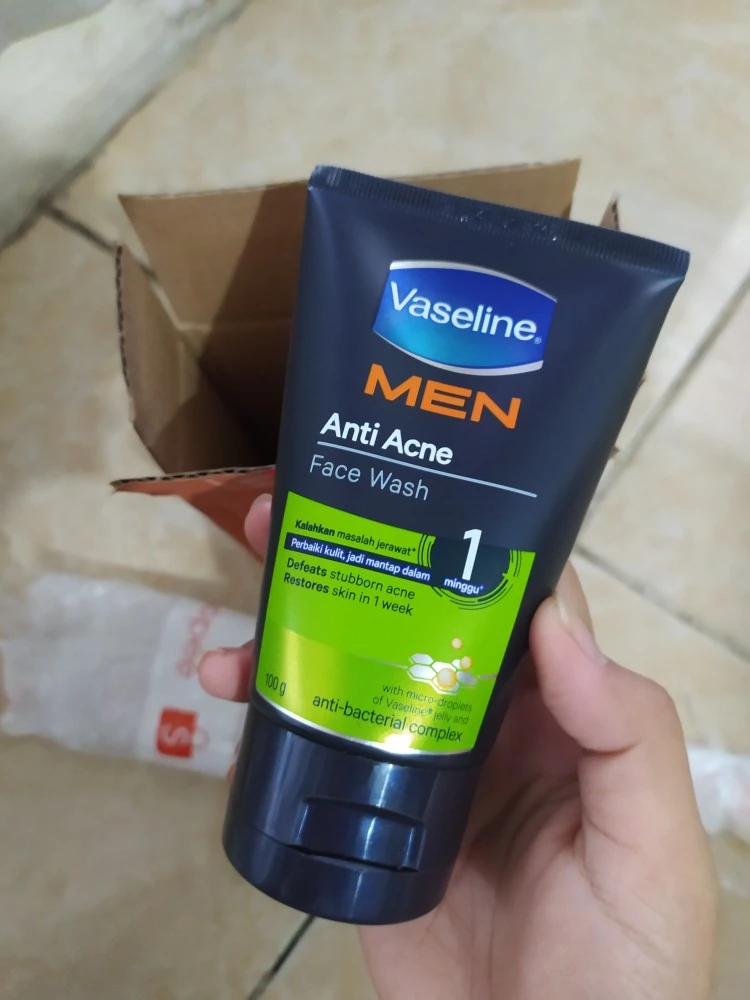 Vaseline®
MEN
Anti Acne
Face Wash
Kalahkan masalah jerawat*
Perbaiki kulit, jadi mantap dalam
1
minggu*
Defeats stubborn acne
Restores skin in 1 week
100 g
with micro-droplets
of Vaseline® jelly and
anti-bacterial complex